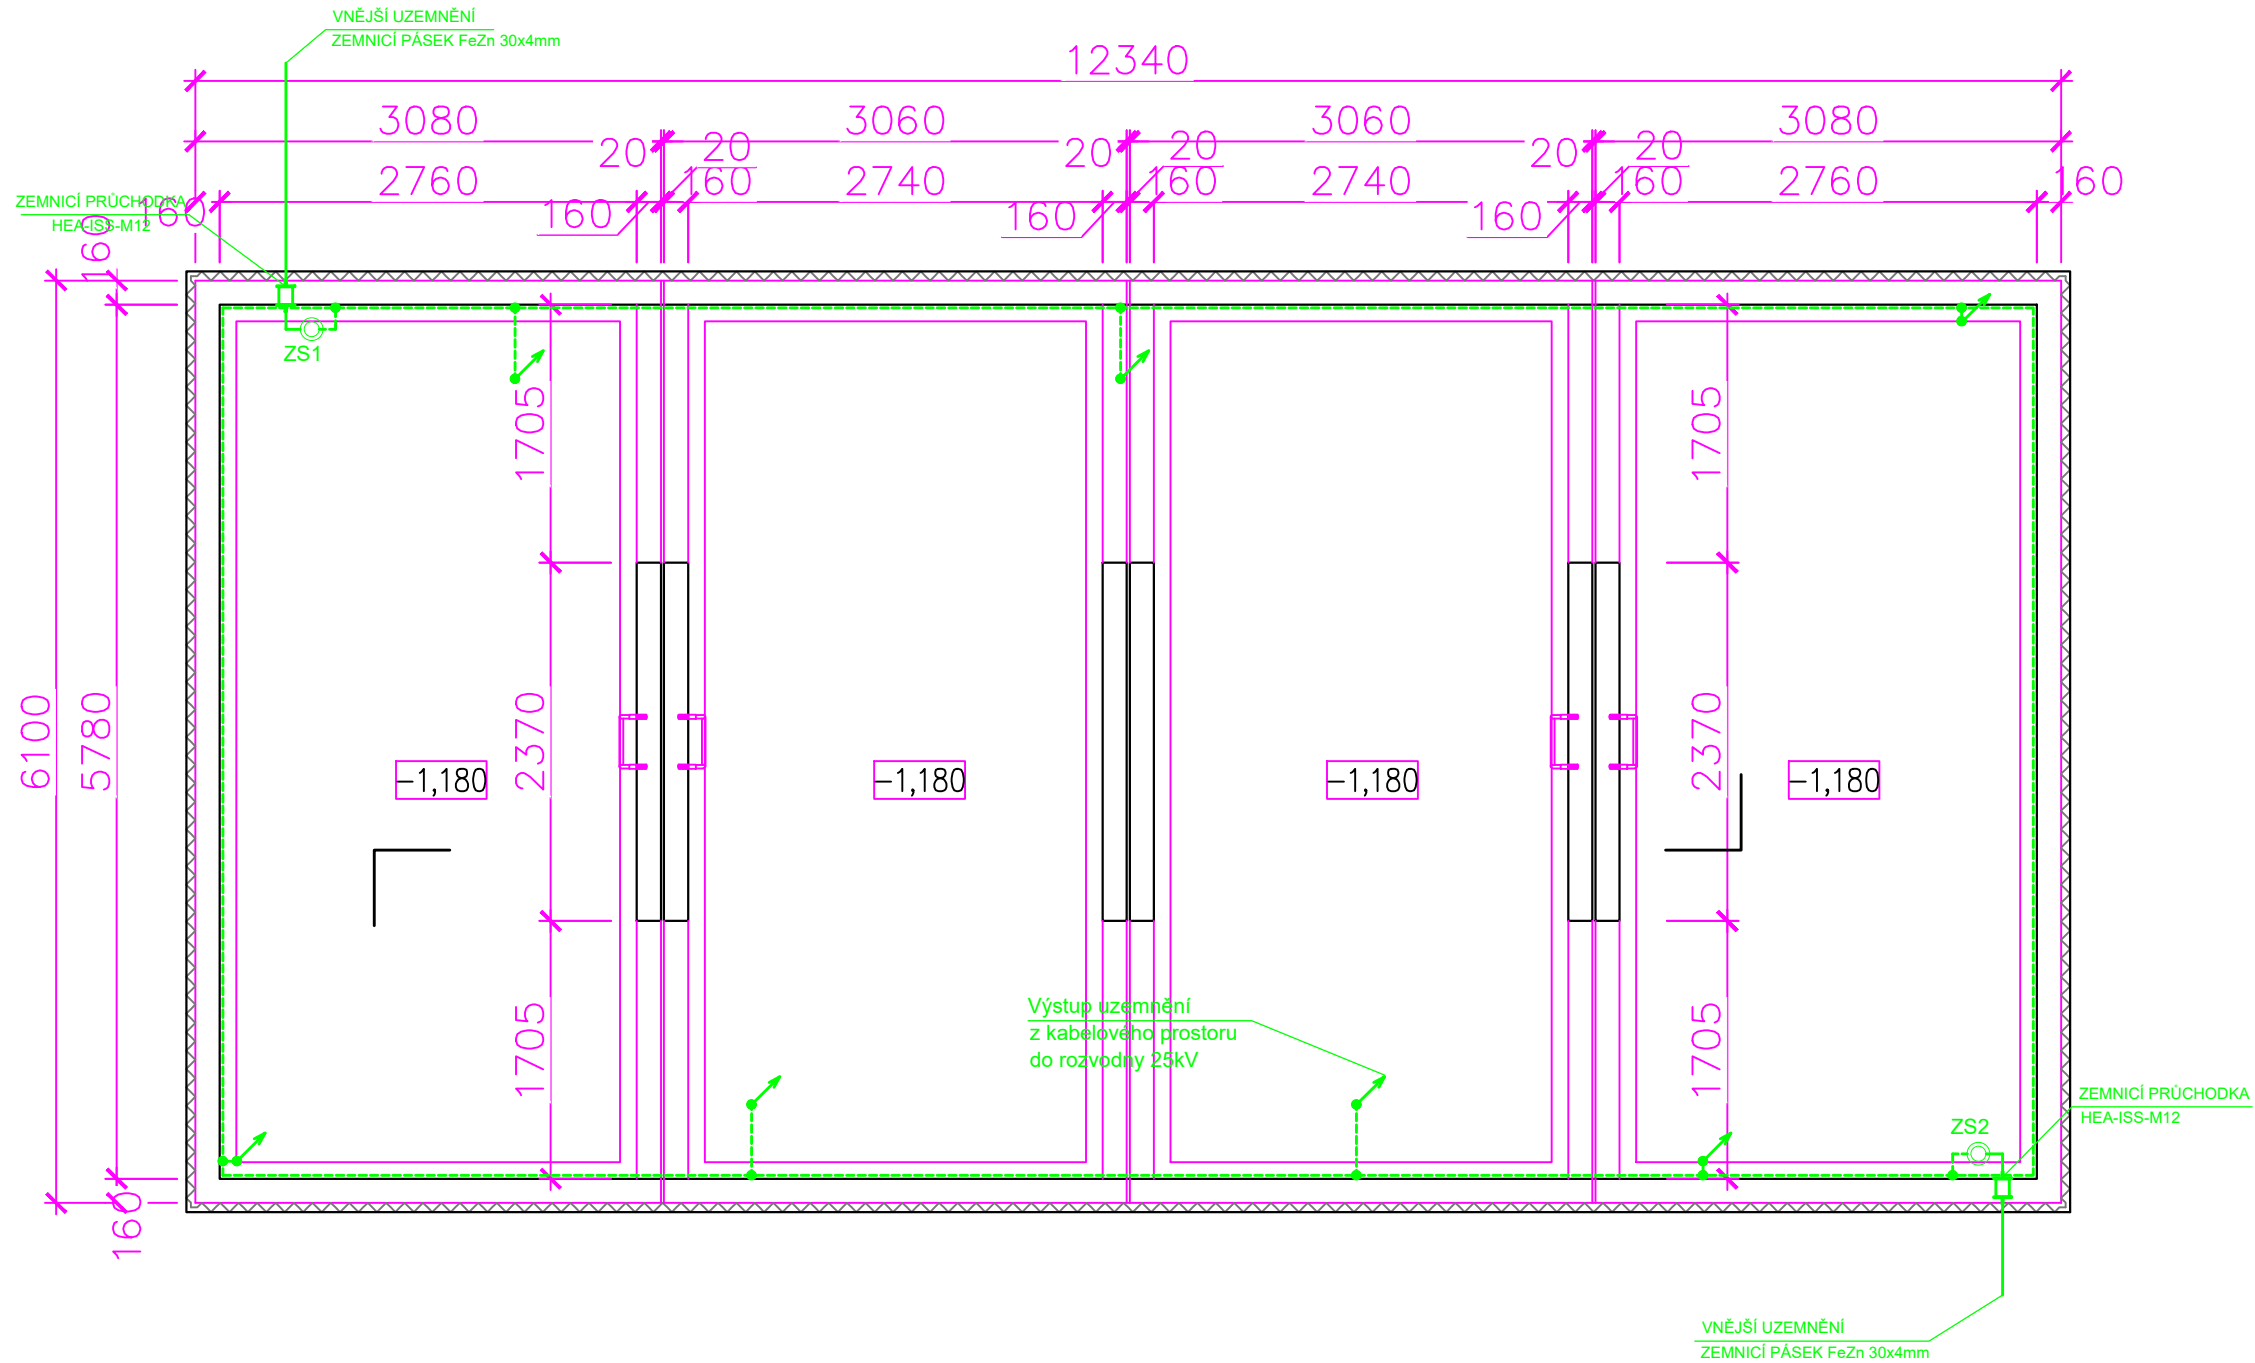 VNĚJŠÍ UZEMNĚNÍ
ZEMNICÍ PÁSEK FeZn 30x4mm
12340
3080
3060
3060
3080
20
20
20
20
20
20
2760
160
2740
160
2740
160
2760
160
ZEMNICÍ PRŮCHODKA
HEA-ISS-M12
160
160
160
160
160
ZS1
1705
1705
6100
5780
2370
2370
-1,180
-1,180
-1,180
-1,180
Výstup uzemnění
z kabelového prostoru
do rozvodny 25kV
1705
1705
ZEMNICÍ PRŮCHODKA
HEA-ISS-M12
ZS2
160
VNĚJŠÍ UZEMNĚNÍ
ZEMNICÍ PÁSEK FeZn 30x4mm